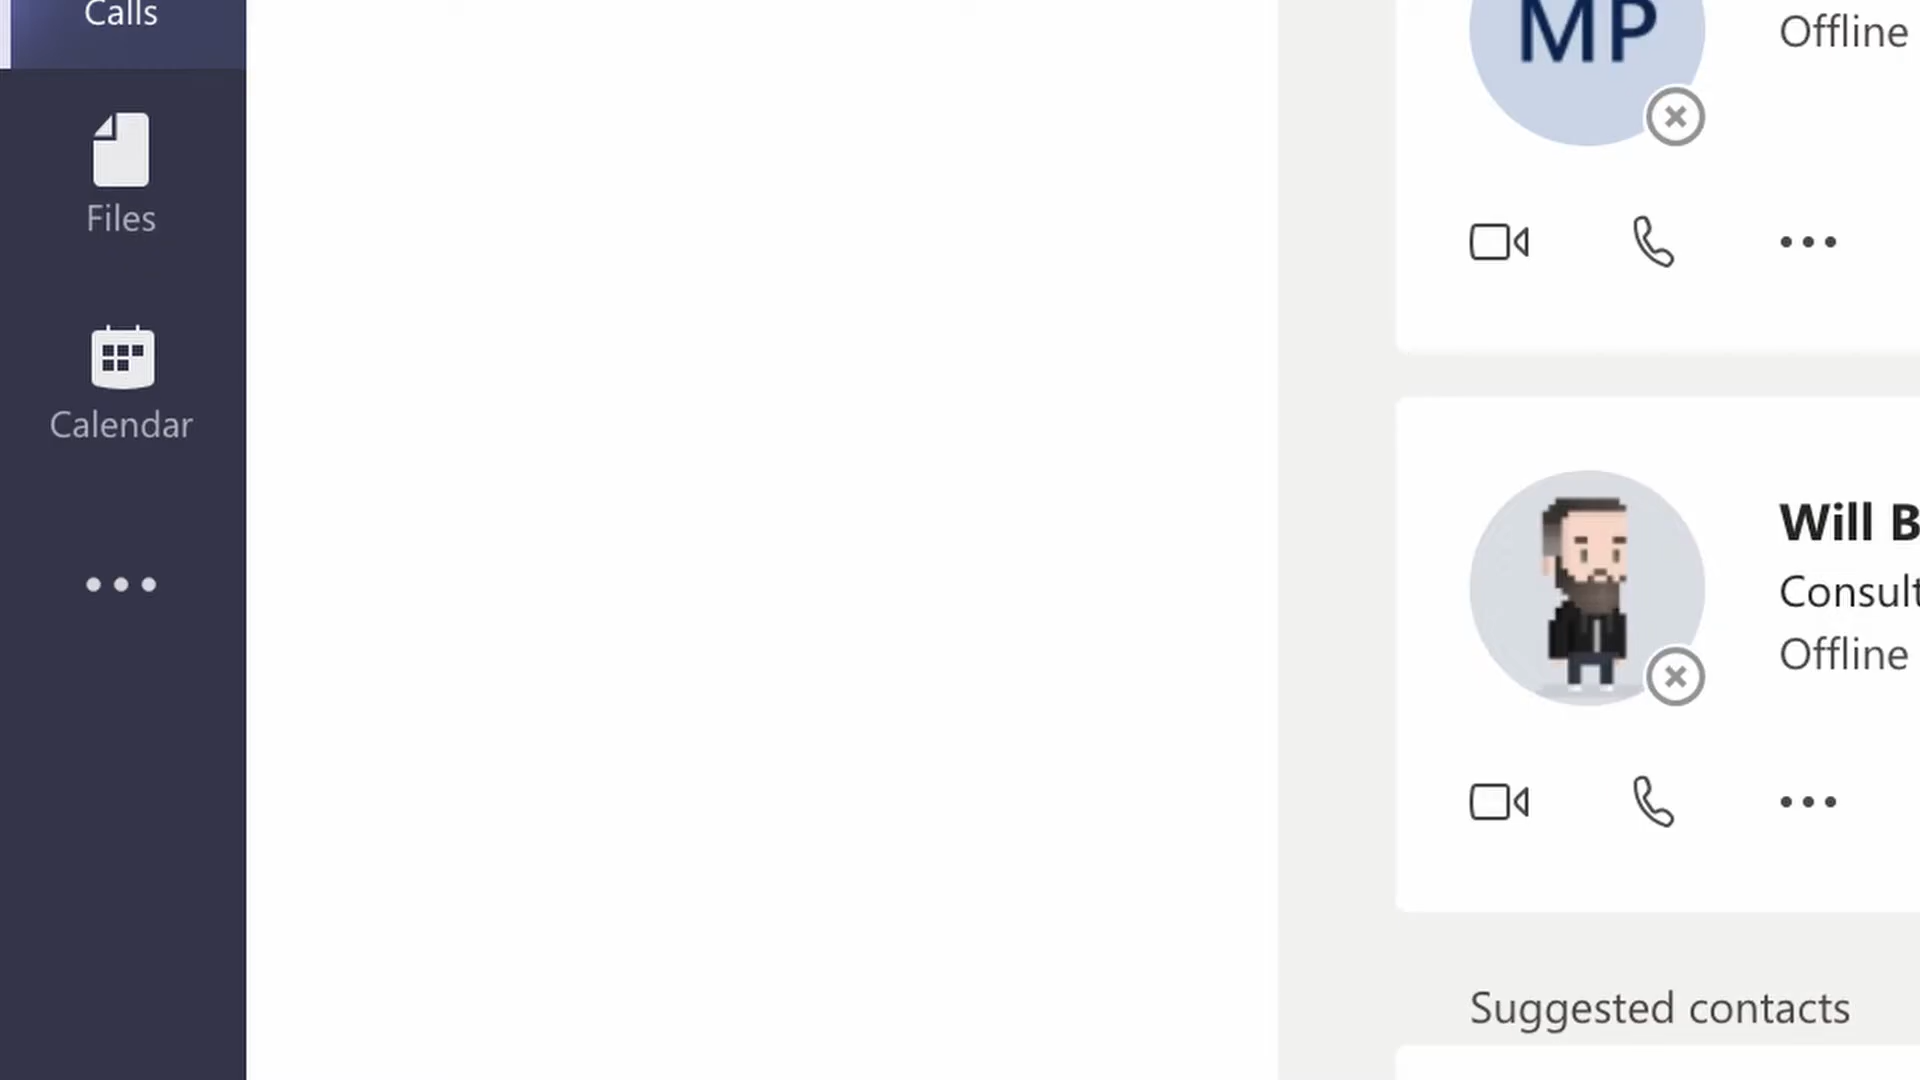 Calls
Files
Calendar
MP
Offline
Will B
Consult
Offline
Suggested contacts